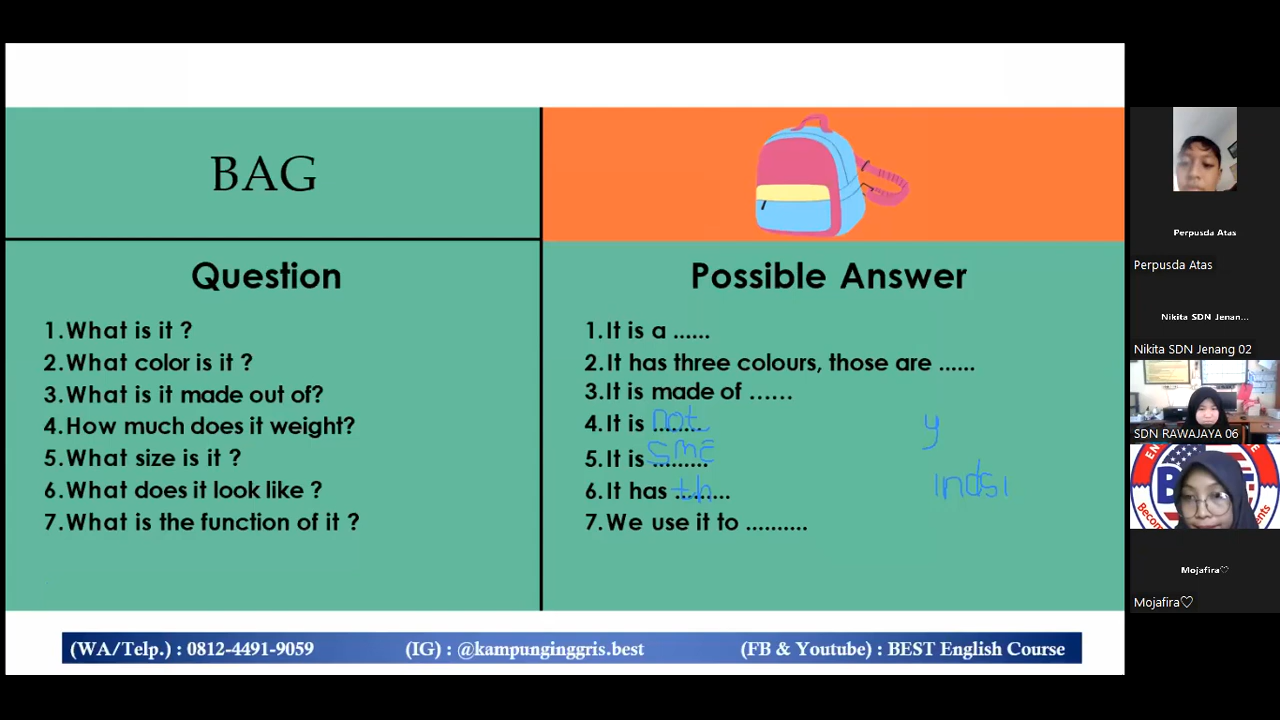 BAG
Question
1.What is it ?
2.What color is it ?
3.What is it made out of?
4.How much does it weight?
5.What size is it ?
6.What does it look like ?
7.What is the function of it ?
Possible Answer
1.It is a ......
2.It has three colours, those are ......
3.It is made of ......
4.It is ........
not
5.It is .........
6.It has .........
th
7.We use it to ..........
y
(WA/Telp.) : 0812-4491-9059 (IG) : @kampunginggris.best (FB & Youtube) : BEST English Course
Perpusda Atas
Perpusda Atas
Nikita SDN Jenan...
Nikita SDN Jenang 02
SDN RAWAJAYA 06
Mojafira♡
Mojafira♡